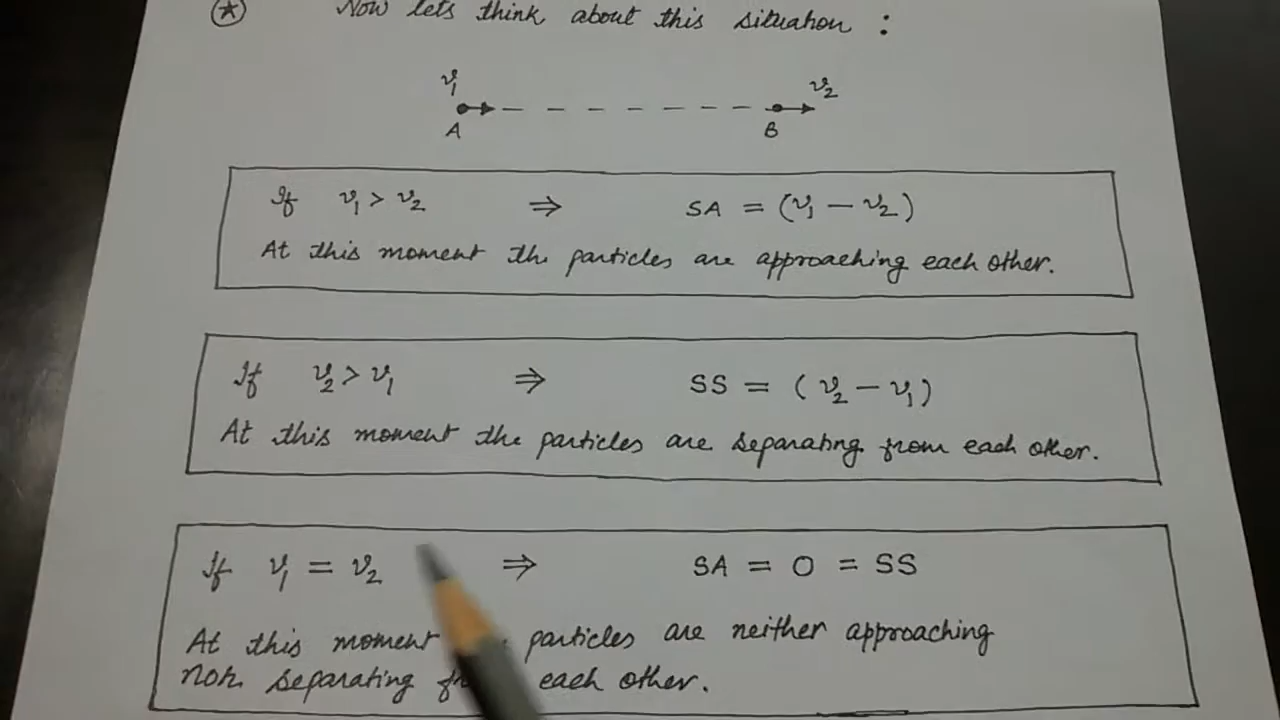 * Now lets think about this situation :
v₁ v₂
A B
If v₁ > v₂ ⇒ SA = (v₁ − v₂)
At this moment the particles are approaching each other.
If v₂ > v₁ ⇒ SS = (v₂ − v₁)
At this moment the particles are separating from each other.
If v₁ = v₂ ⇒ SA = 0 = SS
At this moment particles are neither approaching
nor separating each other.